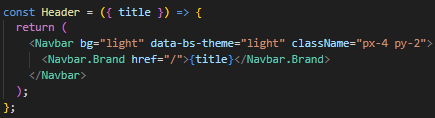 const Header = ({ title }) => {
  return (
    <Navbar bg="light" data-bs-theme="light" className="px-4 py-2">
      <Navbar.Brand href="/">{title}</Navbar.Brand>
    </Navbar>
  );
};